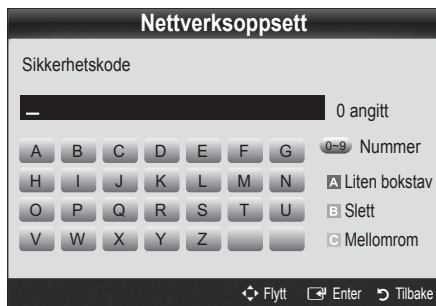 Nettverksoppsett
Sikkerhetskode
_ 0 angitt
A B C D E F G 0~9 Nummer
H I J K L M N A Liten bokstav
O P Q R S T U B Slett
V W X Y Z C Mellomrom
Flytt Enter Tilbake